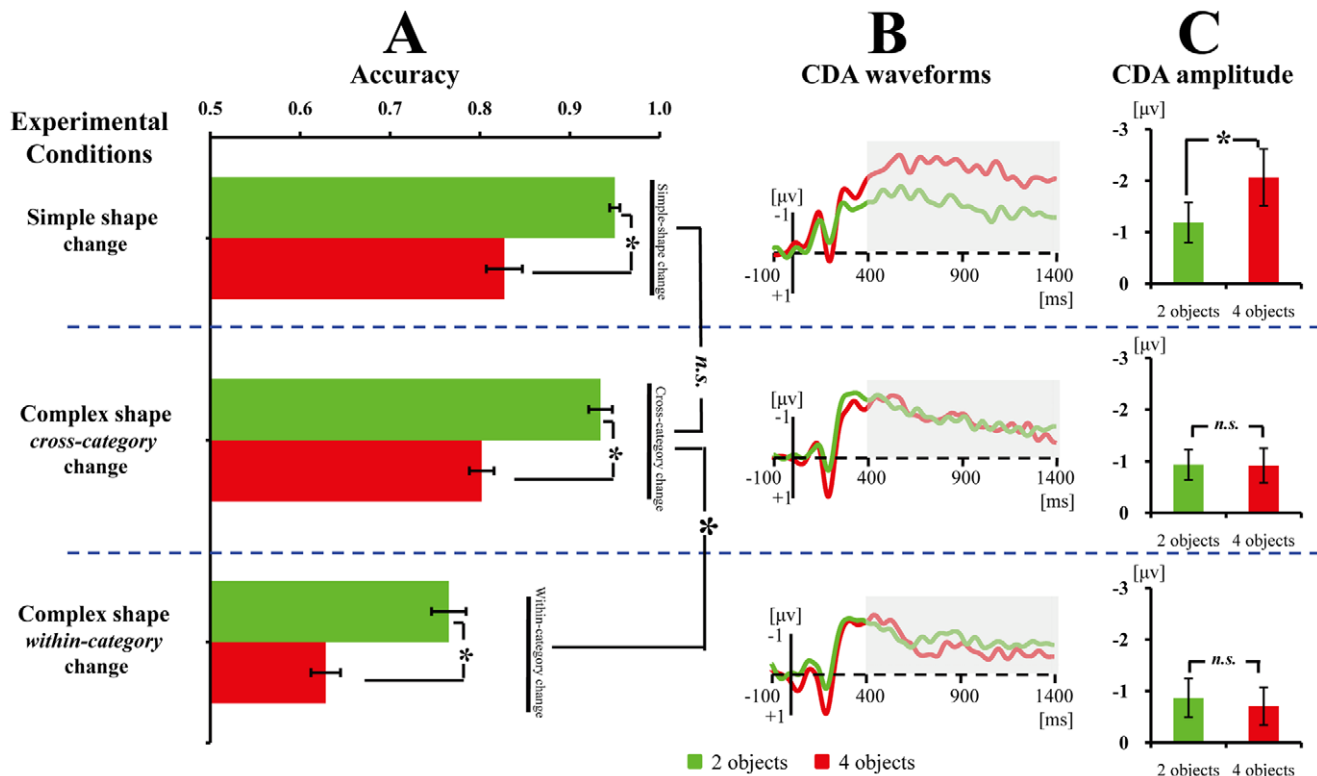 A
Accuracy
0.5 0.6 0.7 0.8 0.9 1.0
B
CDA waveforms
C
CDA amplitude
Experimental
Conditions
Simple shape
change
*
Simple-shape change
n.s.
[μv]
-1
+1
-100 400 900 1400
[ms]
[μv]
-3
-2
-1
0
*
2 objects 4 objects
Complex shape
cross-category
change
*
Cross-category change
*
[μv]
-1
+1
-100 400 900 1400
[ms]
[μv]
-3
-2
-1
0
n.s.
2 objects 4 objects
Complex shape
within-category
change
*
Within-category change
[μv]
-1
+1
-100 400 900 1400
[ms]
[μv]
-3
-2
-1
0
n.s.
2 objects 4 objects
2 objects 4 objects